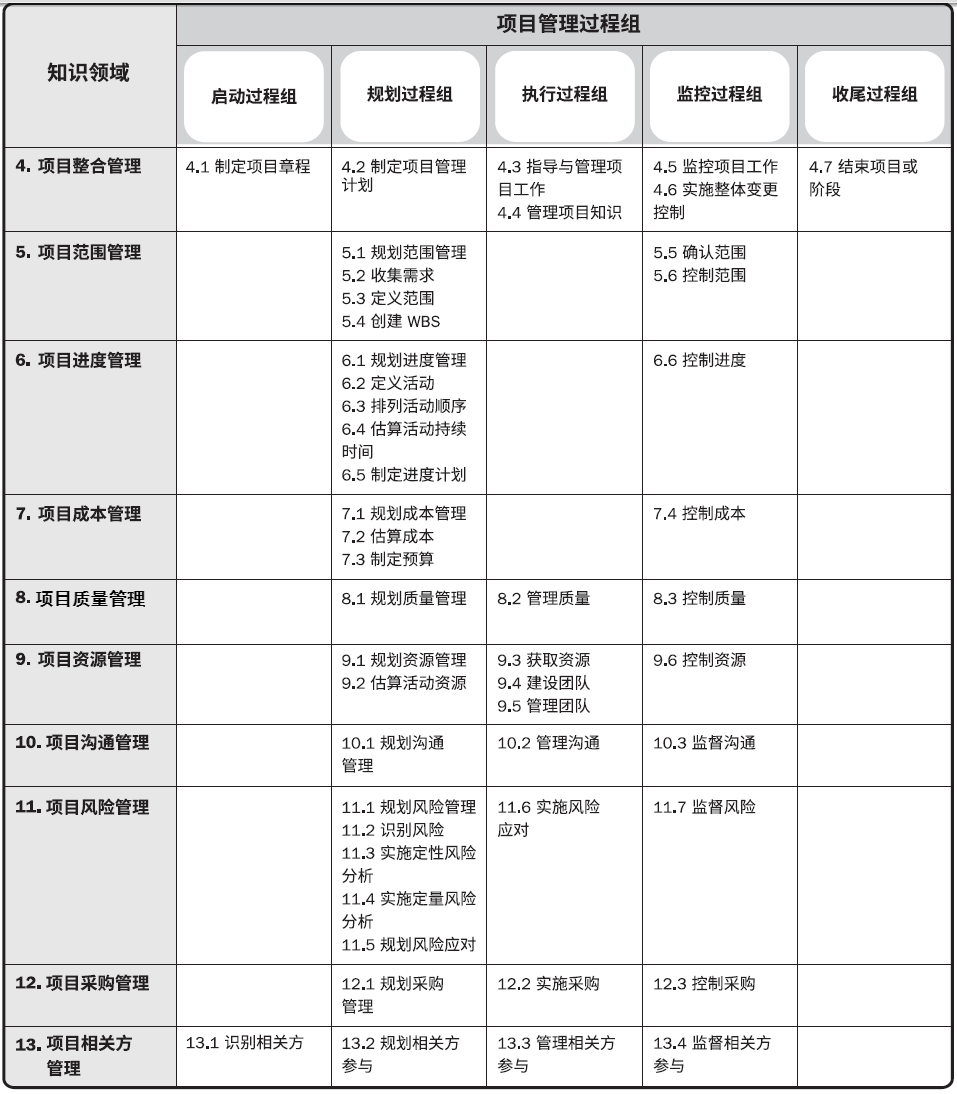 项目管理过程组
知识领域
启动过程组
规划过程组
执行过程组
监控过程组
收尾过程组
4. 项目整合管理
4.1 制定项目章程
4.2 制定项目管理
计划
4.3 指导与管理项
目工作
4.4 管理项目知识
4.5 监控项目工作
4.6 实施整体变更
控制
4.7 结束项目或
阶段
5. 项目范围管理
5.1 规划范围管理
5.2 收集需求
5.3 定义范围
5.4 创建 WBS
5.5 确认范围
5.6 控制范围
6. 项目进度管理
6.1 规划进度管理
6.2 定义活动
6.3 排列活动顺序
6.4 估算活动持续
时间
6.5 制定进度计划
6.6 控制进度
7. 项目成本管理
7.1 规划成本管理
7.2 估算成本
7.3 制定预算
7.4 控制成本
8. 项目质量管理
8.1 规划质量管理
8.2 管理质量
8.3 控制质量
9. 项目资源管理
9.1 规划资源管理
9.2 估算活动资源
9.3 获取资源
9.4 建设团队
9.5 管理团队
9.6 控制资源
10. 项目沟通管理
10.1 规划沟通
管理
10.2 管理沟通
10.3 监督沟通
11. 项目风险管理
11.1 规划风险管理
11.2 识别风险
11.3 实施定性风险
分析
11.4 实施定量风险
分析
11.5 规划风险应对
11.6 实施风险
应对
11.7 监督风险
12. 项目采购管理
12.1 规划采购
管理
12.2 实施采购
12.3 控制采购
13. 项目相关方
管理
13.1 识别相关方
13.2 规划相关方
参与
13.3 管理相关方
参与
13.4 监督相关方
参与